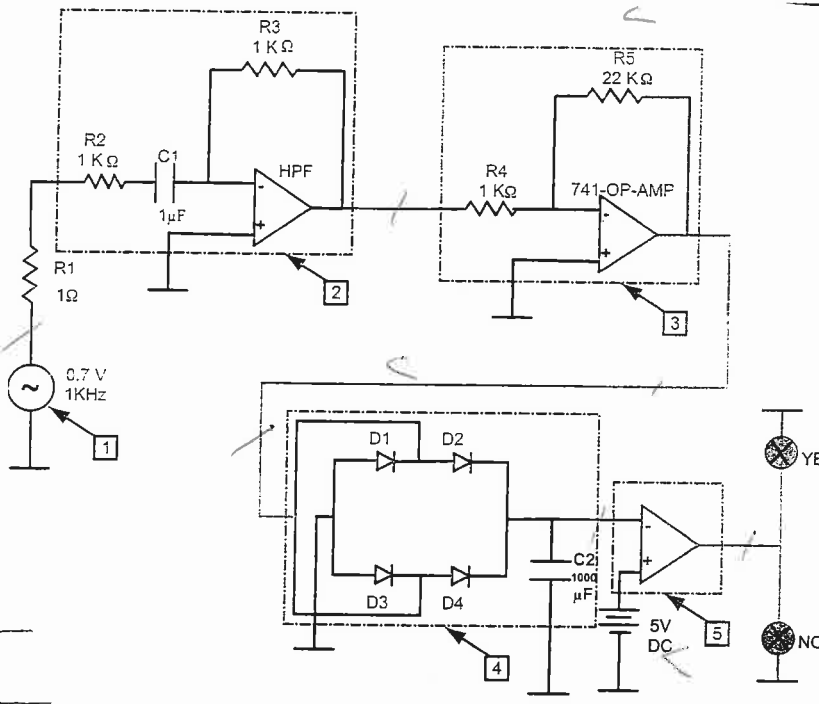 R3
1 KΩ
R2
1 KΩ
C1
1µF
HPF
-
+
R1
1Ω
0.7 V
1KHz
~
1
2
R5
22 KΩ
R4
1 KΩ
741-OP-AMP
-
+
3
D1
D2
D3
D4
C2
1000
µF
4
-
+
5V
DC
5
YE
NO